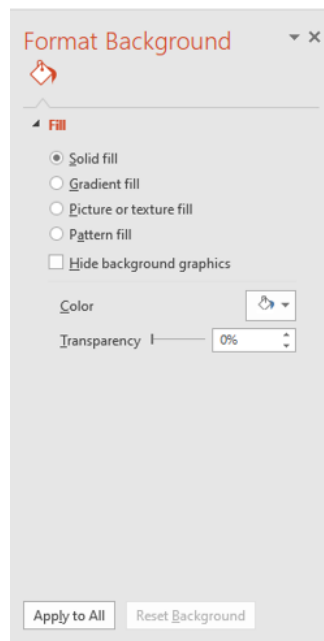 Format Background
Fill
Solid fill
Gradient fill
Picture or texture fill
Pattern fill
Hide background graphics
Color
Transparency 0%
Apply to All Reset Background